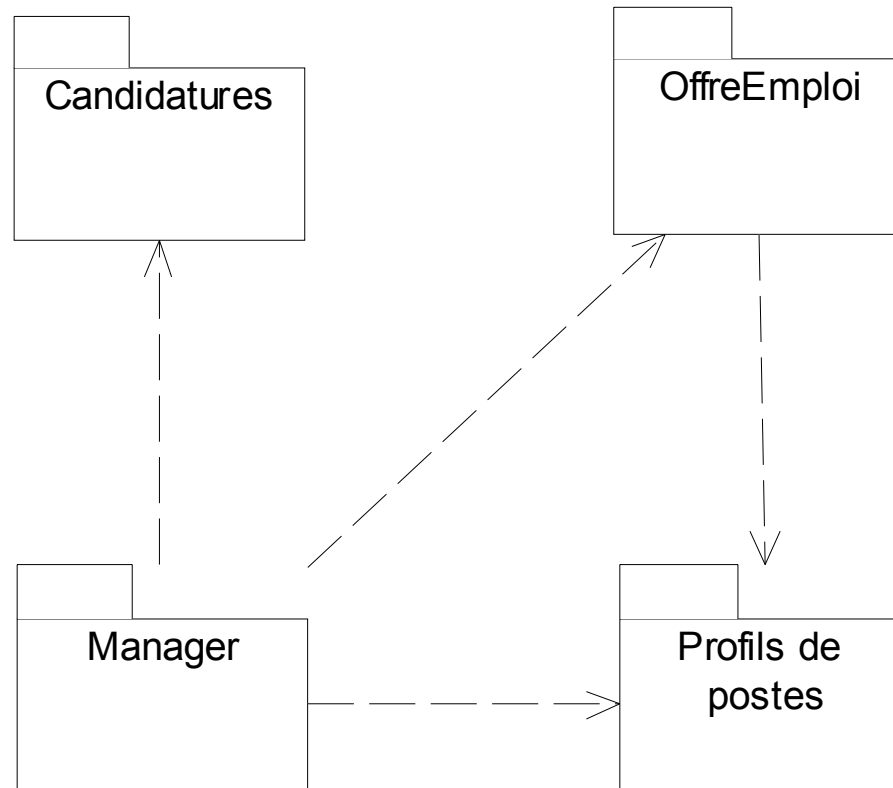 Candidatures
OffreEmploi
Manager
Profils de
postes